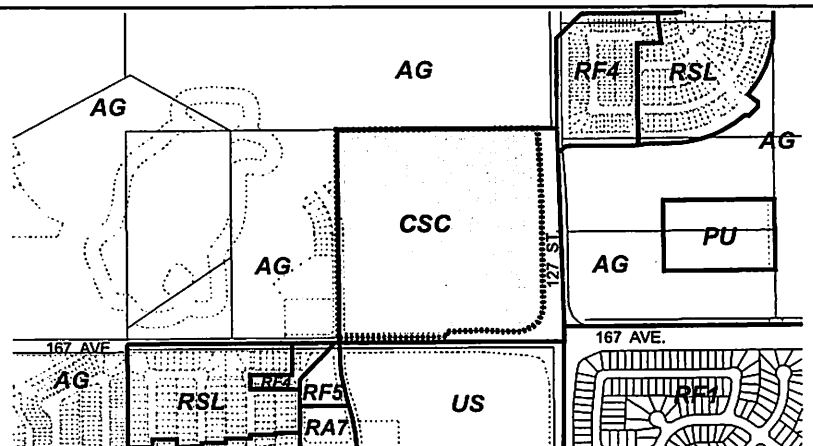 AG
RF4
RSL
AG
AG
CSC
PU
AG
127 ST.
AG
167 AVE
167 AVE.
AG
RF4
RSL
RF5
US
RF1
RA7